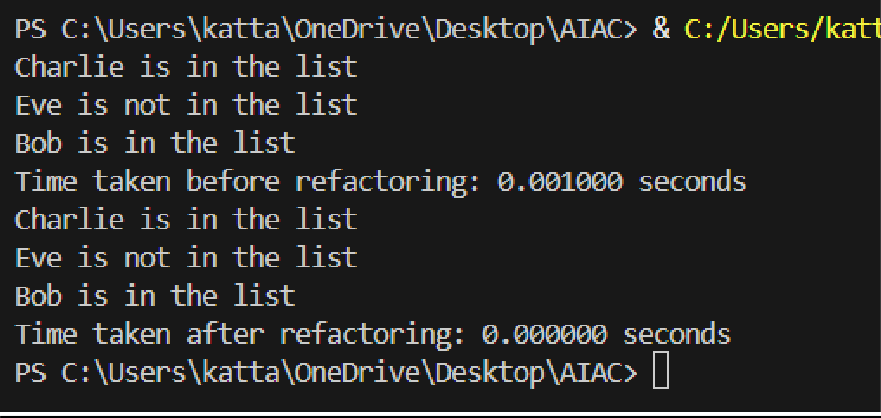 PS C:\Users\katta\OneDrive\Desktop\AIAC> & C:/Users/katt
Charlie is in the list
Eve is not in the list
Bob is in the list
Time taken before refactoring: 0.001000 seconds
Charlie is in the list
Eve is not in the list
Bob is in the list
Time taken after refactoring: 0.000000 seconds
PS C:\Users\katta\OneDrive\Desktop\AIAC>